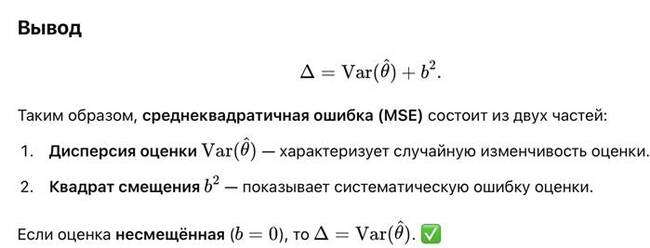 Вывод
Δ = Var(θ̂) + b².
Таким образом, среднеквадратичная ошибка (MSE) состоит из двух частей:
1. Дисперсия оценки Var(θ̂) — характеризует случайную изменчивость оценки.
2. Квадрат смещения b² — показывает систематическую ошибку оценки.
Если оценка несмещённая (b = 0), то Δ = Var(θ̂). ✅